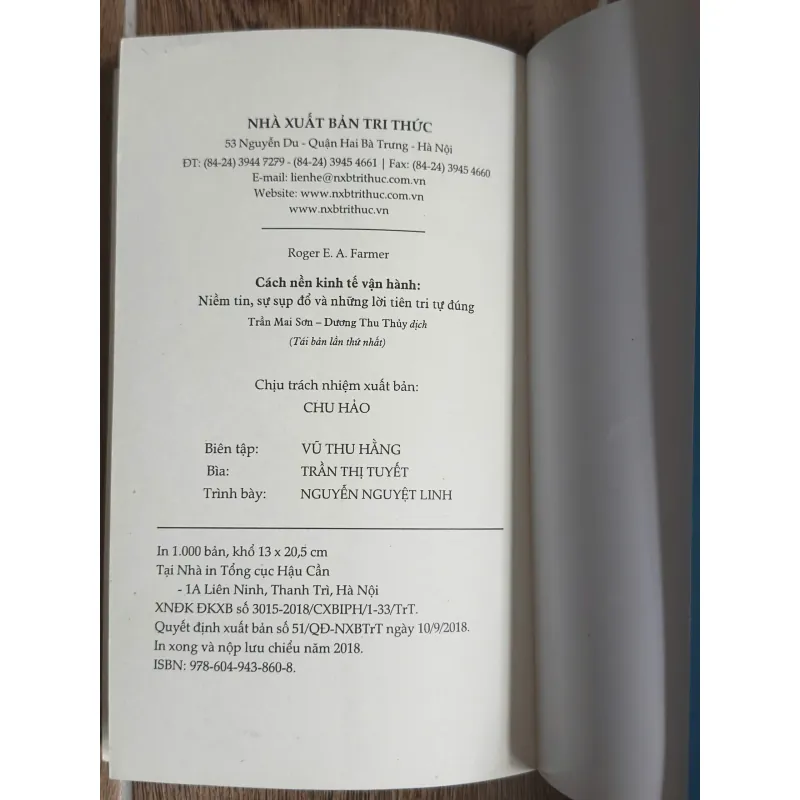 NHÀ XUẤT BẢN TRI THỨC
53 Nguyễn Du - Quận Hai Bà Trưng - Hà Nội
ĐT: (84-24) 3944 7279 - (84-24) 3945 4661 | Fax: (84-24) 3945 4660
E-mail: lienhe@nxbtrithuc.com.vn
Website: www.nxbtrithuc.com.vn
www.nxbtrithuc.vn
Roger E. A. Farmer
Cách nền kinh tế vận hành:
Niềm tin, sự sụp đổ và những lời tiên tri tự đúng
Trần Mai Sơn – Dương Thu Thủy dịch
(Tái bản lần thứ nhất)
Chịu trách nhiệm xuất bản:
CHU HẢO
Biên tập: VŨ THU HẰNG
Bìa: TRẦN THỊ TUYẾT
Trình bày: NGUYỄN NGUYỆT LINH
In 1.000 bản, khổ 13 x 20,5 cm
Tại Nhà in Tổng cục Hậu Cần
- 1A Liên Ninh, Thanh Trì, Hà Nội
XNĐK ĐKXB số 3015-2018/CXBIPH/1-33/TrT.
Quyết định xuất bản số 51/QĐ-NXBTrT ngày 10/9/2018.
In xong và nộp lưu chiểu năm 2018.
ISBN: 978-604-943-860-8.